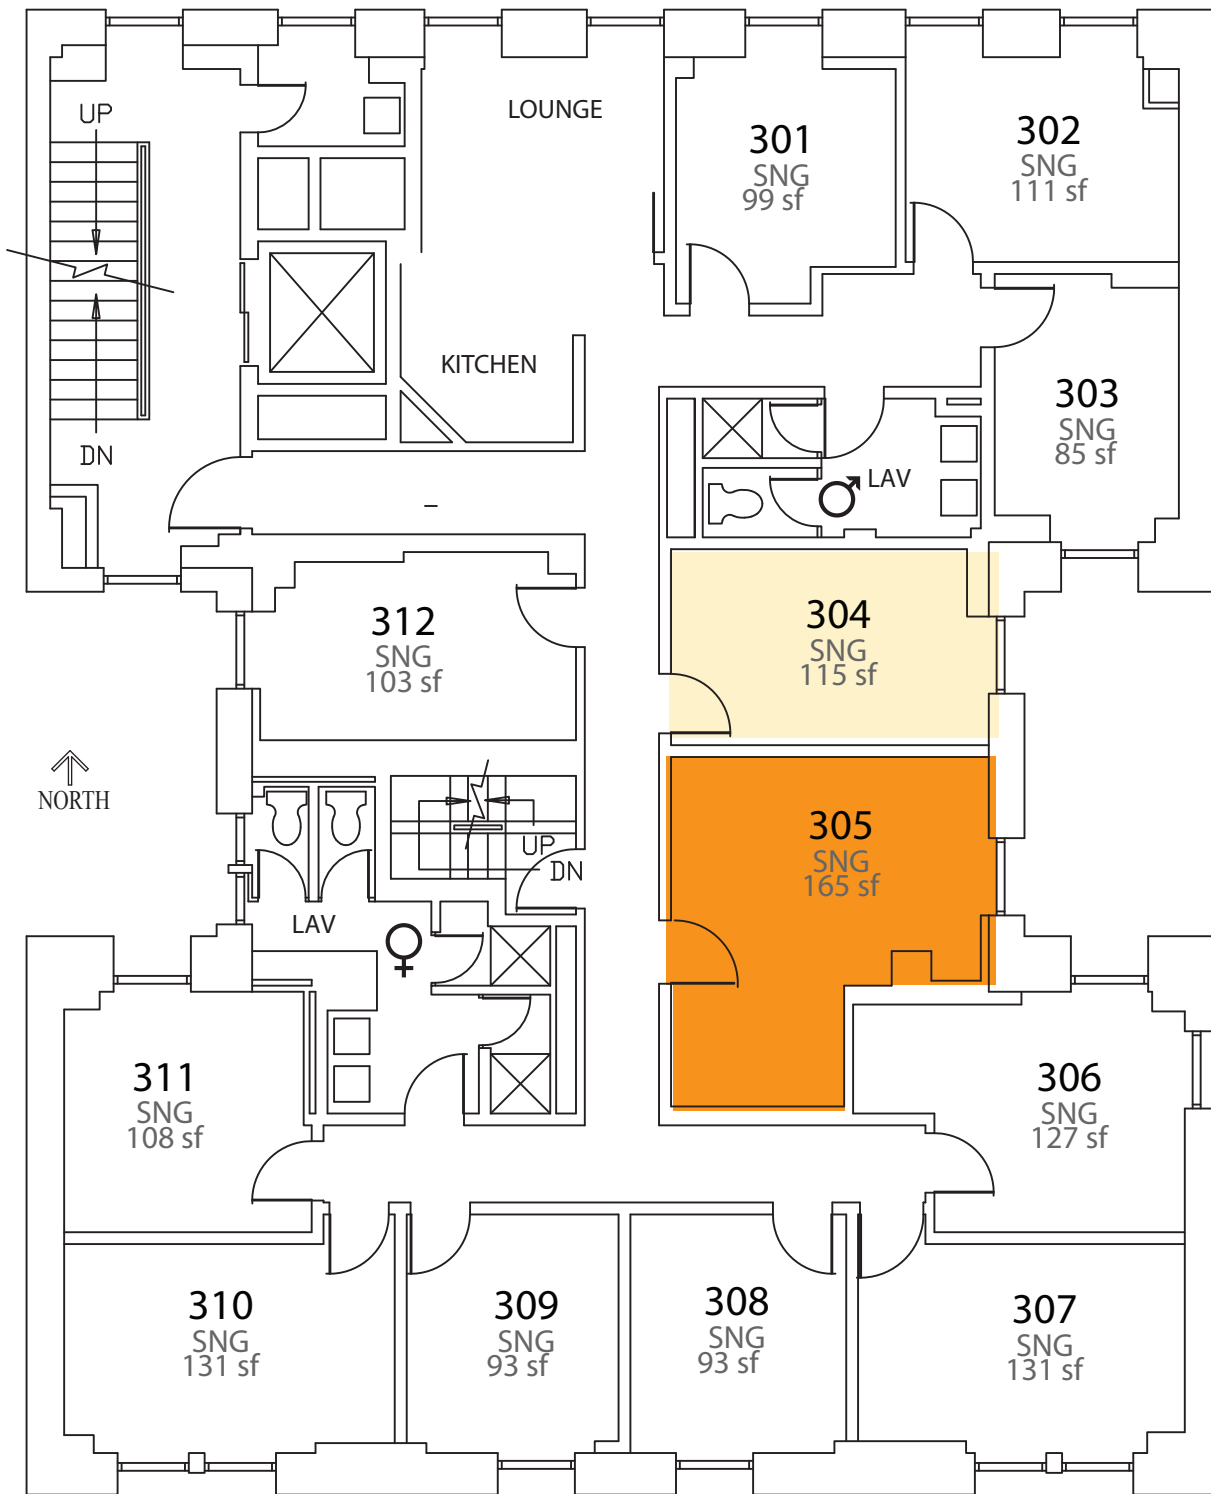 UP
LOUNGE
301
SNG
99 sf
302
SNG
111 sf
KITCHEN
303
SNG
85 sf
DN
LAV
312
SNG
103 sf
304
SNG
115 sf
NORTH
305
SNG
165 sf
UP
DN
LAV
311
SNG
108 sf
306
SNG
127 sf
310
SNG
131 sf
309
SNG
93 sf
308
SNG
93 sf
307
SNG
131 sf